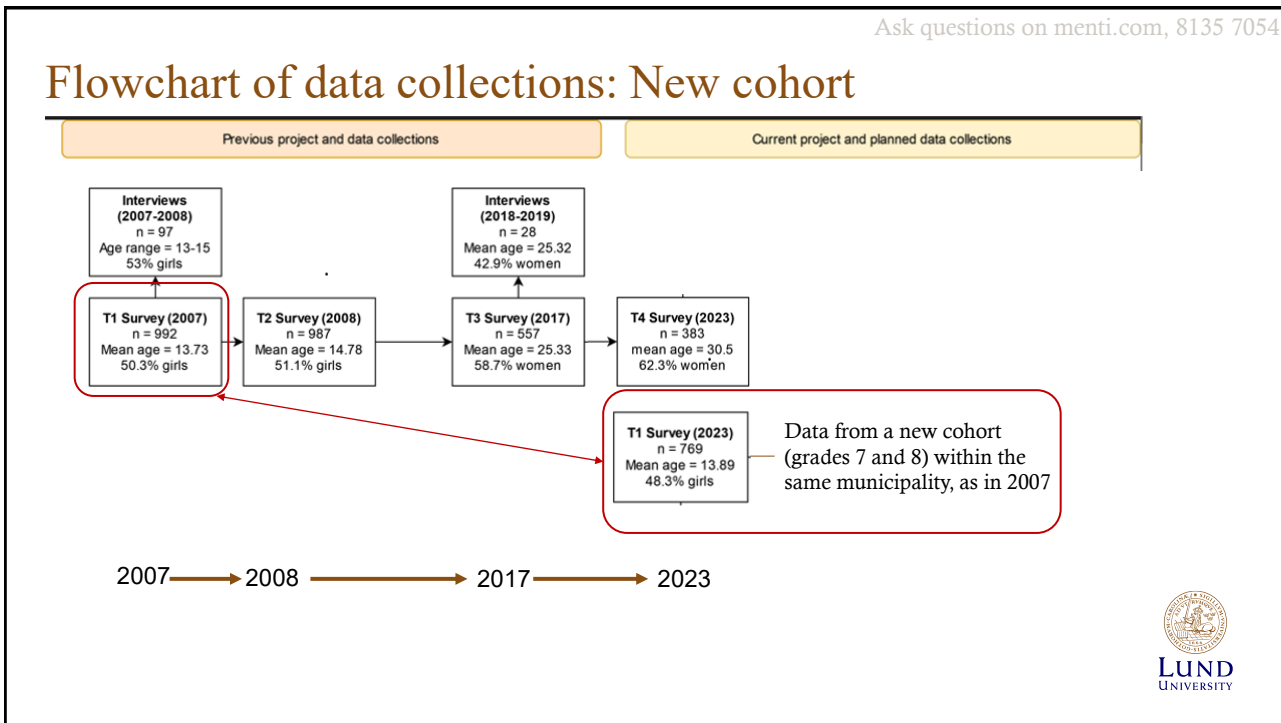 Ask questions on menti.com, 8135 7054
Flowchart of data collections: New cohort
Previous project and data collections
Current project and planned data collections
Interviews
(2007-2008)
n = 97
Age range = 13-15
53% girls
Interviews
(2018-2019)
n = 28
Mean age = 25.32
42.9% women
T1 Survey (2007)
n = 992
Mean age = 13.73
50.3% girls
T2 Survey (2008)
n = 987
Mean age = 14.78
51.1% girls
T3 Survey (2017)
n = 557
Mean age = 25.33
58.7% women
T4 Survey (2023)
n = 383
mean age = 30.5
62.3% women
T1 Survey (2023)
n = 769
Mean age = 13.89
48.3% girls
Data from a new cohort
(grades 7 and 8) within the
same municipality, as in 2007
2007
2008
2017
2023
LUND
UNIVERSITY